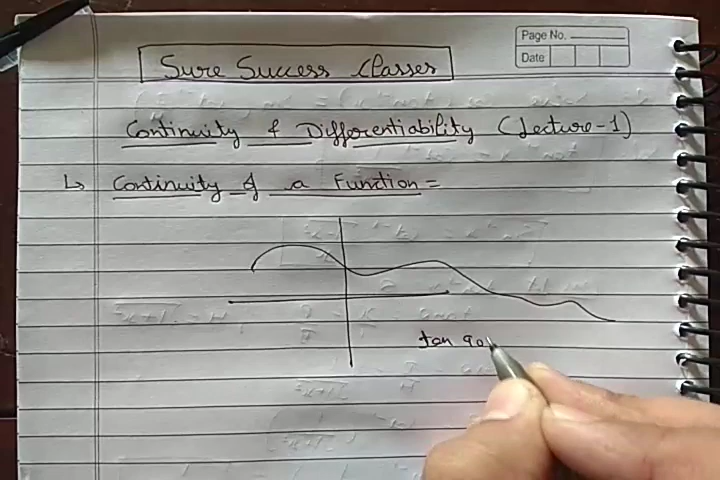 Page No.
Date
Sure Success Classes
Continuity & Differentiability (Lecture-1)
↳ Continuity of a Function =
tan 90